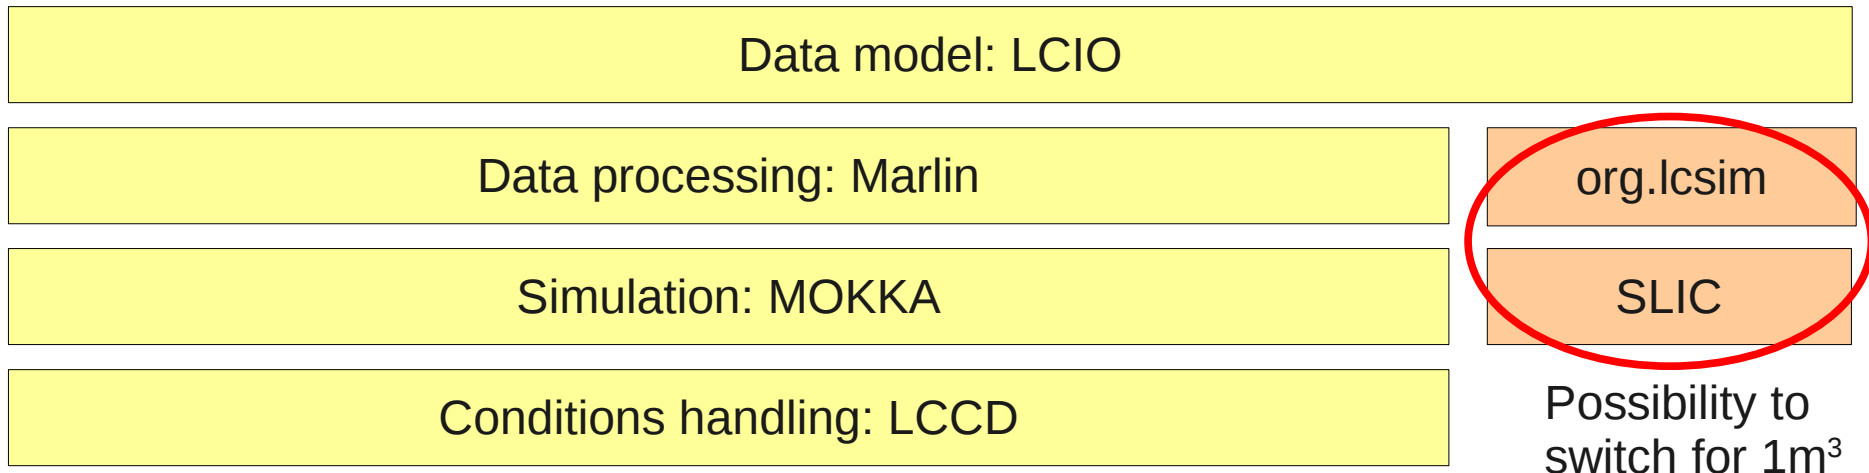 Data model: LCIO
Data processing: Marlin
org.lcsim
Simulation: MOKKA
SLIC
Conditions handling: LCCD
Possibility to
switch for 1m³